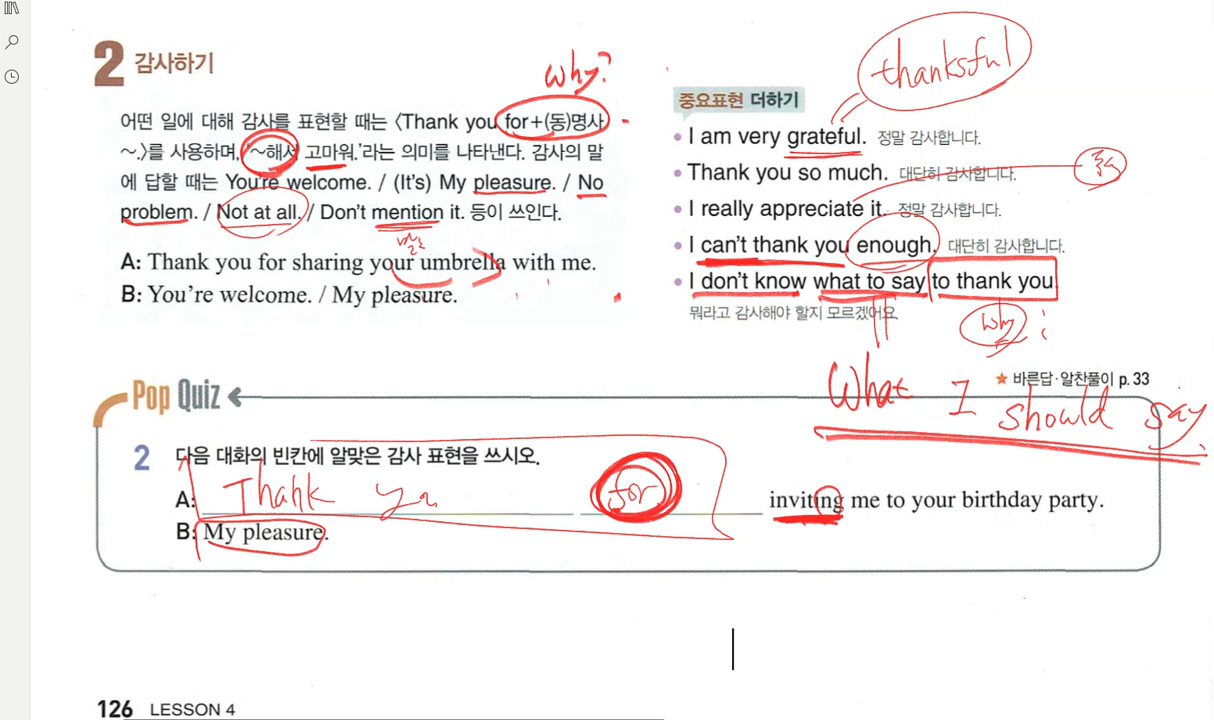 2 감사하기
why?
어떤 일에 대해 감사를 표현할 때는 〈Thank you for+(동)명사
~.〉를 사용하며, '~해서 고마워.'라는 의미를 나타낸다. 감사의 말
에 답할 때는 You're welcome. / (It's) My pleasure. / No
problem. / Not at all. / Don't mention it. 등이 쓰인다.
A: Thank you for sharing your umbrella with me.
B: You're welcome. / My pleasure.
thanksful
중요표현 더하기
• I am very grateful. 정말 감사합니다.
• Thank you so much. 대단히 감사합니다.
• I really appreciate it. 정말 감사합니다.
• I can't thank you enough. 대단히 감사합니다.
• I don't know what to say to thank you.
뭐라고 감사해야 할지 모르겠어요.
why
What I should say
★ 바른답·알찬풀이 p. 33
Pop Quiz
2 다음 대화의 빈칸에 알맞은 감사 표현을 쓰시오.
A: Thank you for inviting me to your birthday party.
B: My pleasure.
126 LESSON 4